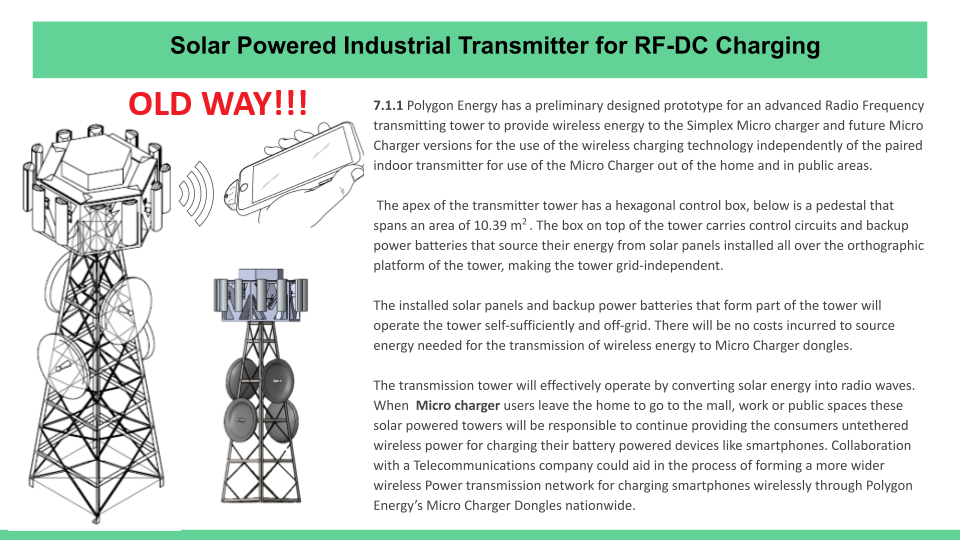 Solar Powered Industrial Transmitter for RF-DC Charging
OLD WAY!!!
7.1.1 Polygon Energy has a preliminary designed prototype for an advanced Radio Frequency
transmitting tower to provide wireless energy to the Simplex Micro charger and future Micro
Charger versions for the use of the wireless charging technology independently of the paired
indoor transmitter for use of the Micro Charger out of the home and in public areas.
The apex of the transmitter tower has a hexagonal control box, below is a pedestal that
spans an area of 10.39 m² . The box on top of the tower carries control circuits and backup
power batteries that source their energy from solar panels installed all over the orthographic
platform of the tower, making the tower grid-independent.
The installed solar panels and backup power batteries that form part of the tower will
operate the tower self-sufficiently and off-grid. There will be no costs incurred to source
energy needed for the transmission of wireless energy to Micro Charger dongles.
The transmission tower will effectively operate by converting solar energy into radio waves.
When Micro charger users leave the home to go to the mall, work or public spaces these
solar powered towers will be responsible to continue providing the consumers untethered
wireless power for charging their battery powered devices like smartphones. Collaboration
with a Telecommunications company could aid in the process of forming a more wider
wireless Power transmission network for charging smartphones wirelessly through Polygon
Energy's Micro Charger Dongles nationwide.